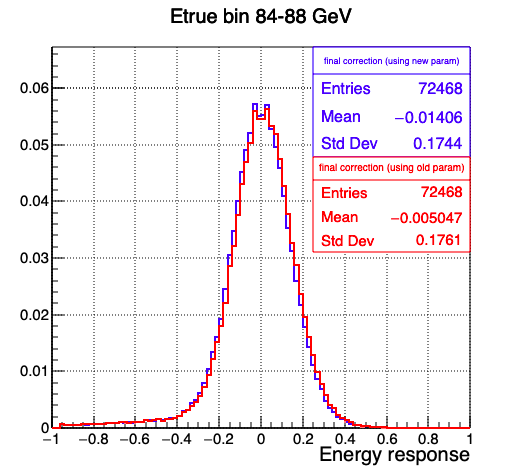 Etrue bin 84-88 GeV
final correction (using new param)
Entries 72468
Mean −0.01406
Std Dev 0.1744
final correction (using old param)
Entries 72468
Mean −0.005047
Std Dev 0.1761
0.06
0.05
0.04
0.03
0.02
0.01
0
−1 −0.8 −0.6 −0.4 −0.2 0 0.2 0.4 0.6 0.8 1
Energy response